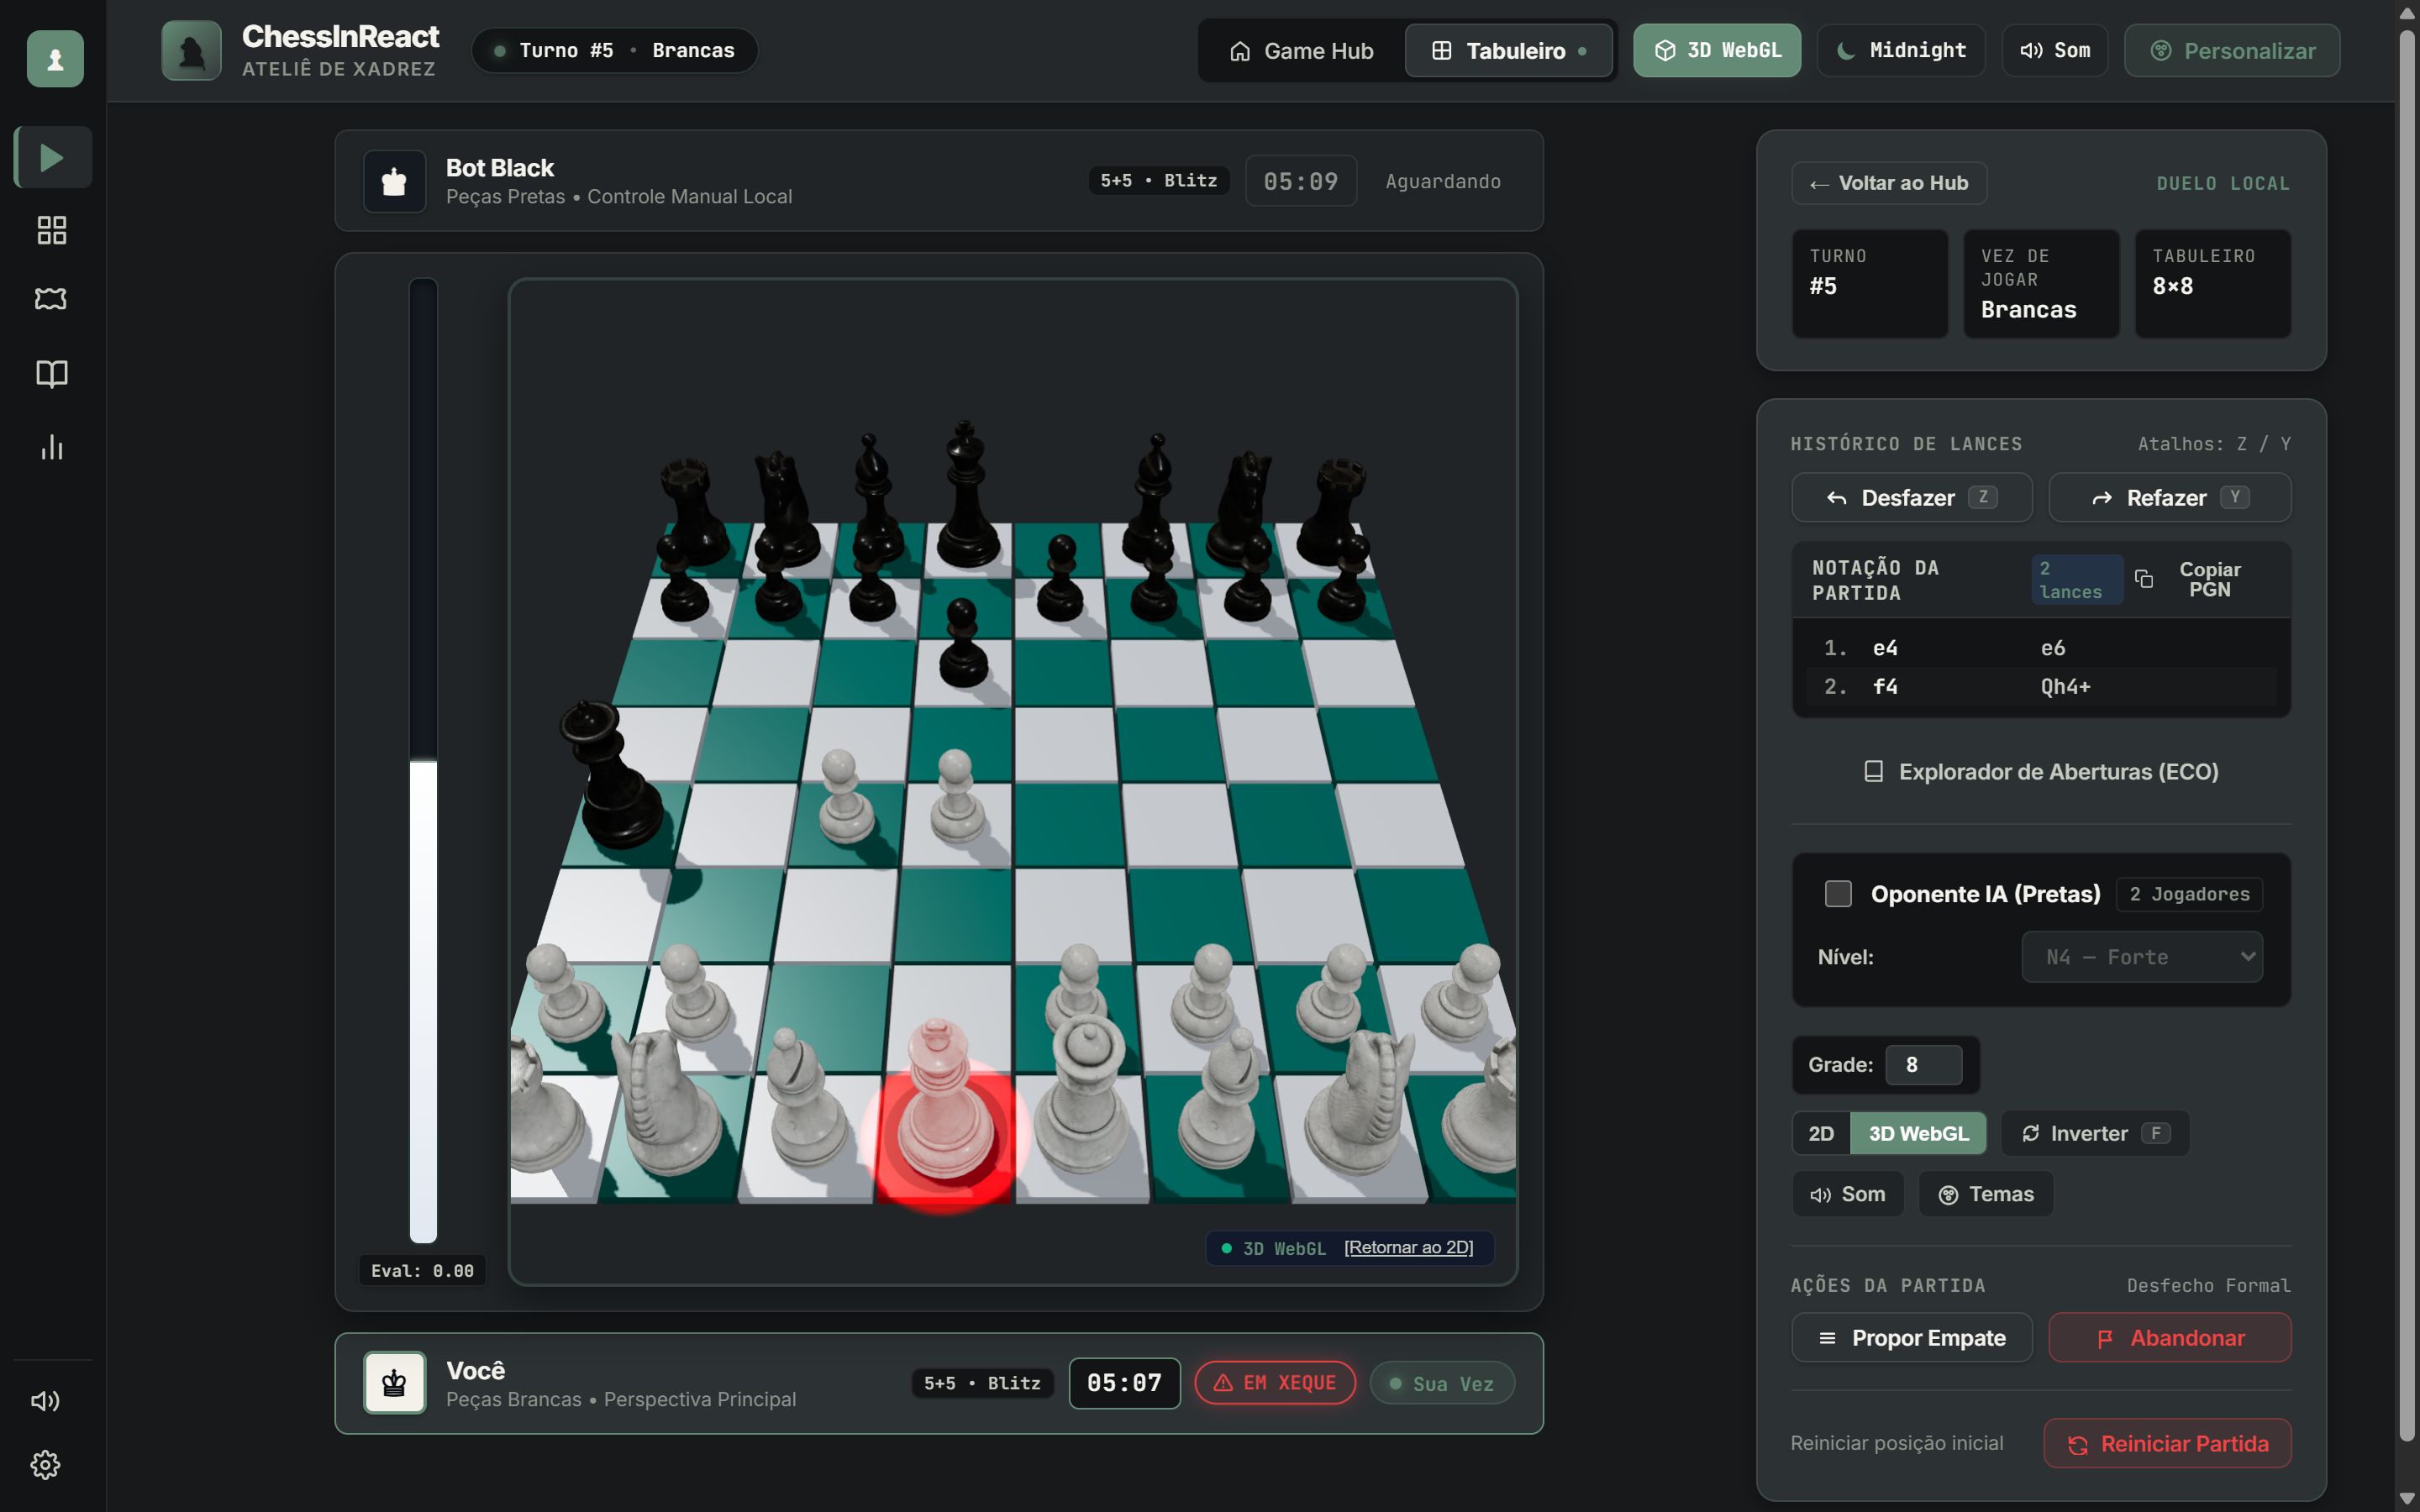 ChessInReact
ATELIÊ DE XADREZ
Turno #5 • Brancas
Game Hub
Tabuleiro
3D WebGL
Midnight
Som
Personalizar
Bot Black
Peças Pretas • Controle Manual Local
5+5 • Blitz
05:09
Aguardando
Eval: 0.00
3D WebGL [Retornar ao 2D]
Você
Peças Brancas • Perspectiva Principal
5+5 • Blitz
05:07
EM XEQUE
Sua Vez
← Voltar ao Hub
DUELO LOCAL
TURNO
#5
VEZ DE
JOGAR
Brancas
TABULEIRO
8×8
HISTÓRICO DE LANCES
Atalhos: Z / Y
Desfazer Z
Refazer Y
NOTAÇÃO DA
PARTIDA
2
lances
Copiar
PGN
1. e4 e6
2. f4 Qh4+
Explorador de Aberturas (ECO)
Oponente IA (Pretas)
2 Jogadores
Nível:
N4 — Forte
Grade: 8
2D
3D WebGL
Inverter F
Som
Temas
AÇÕES DA PARTIDA
Desfecho Formal
Propor Empate
Abandonar
Reiniciar posição inicial
Reiniciar Partida